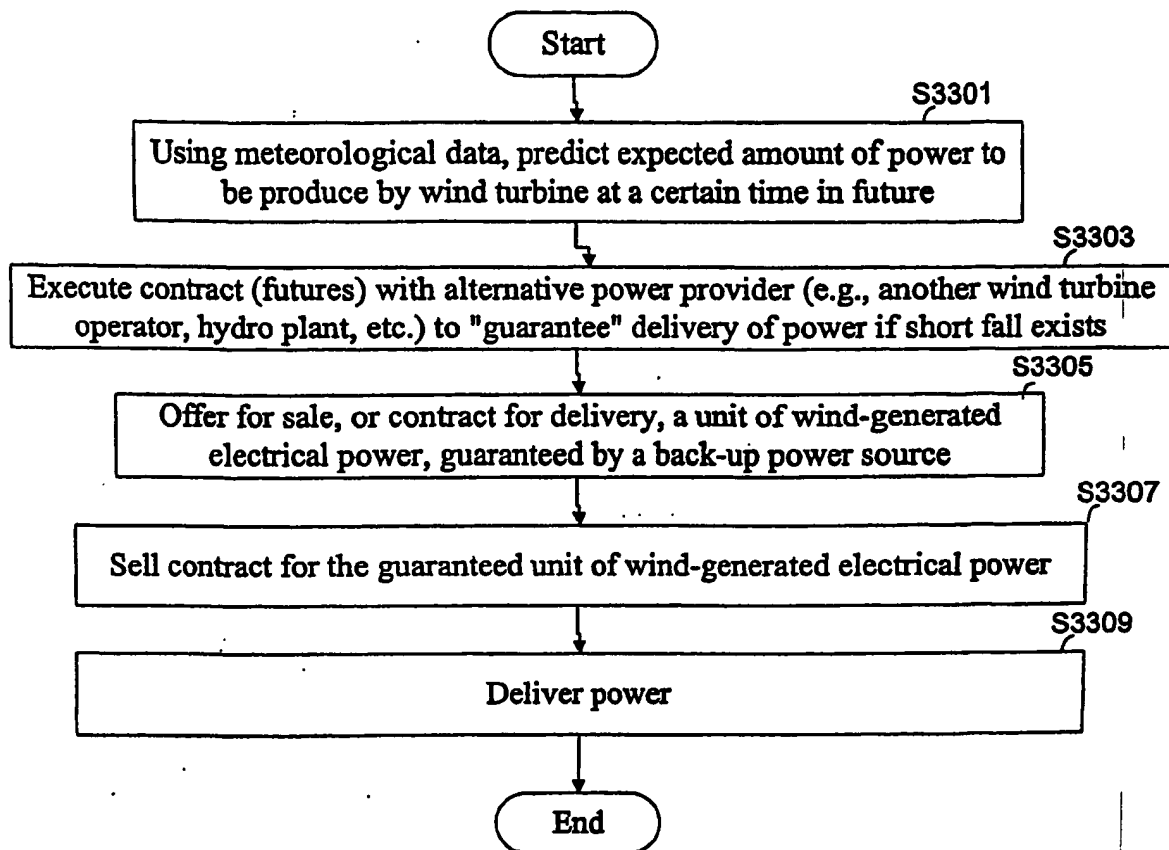 Start
S3301
Using meteorological data, predict expected amount of power to
be produce by wind turbine at a certain time in future
S3303
Execute contract (futures) with alternative power provider (e.g., another wind turbine
operator, hydro plant, etc.) to "guarantee" delivery of power if short fall exists
S3305
Offer for sale, or contract for delivery, a unit of wind-generated
electrical power, guaranteed by a back-up power source
S3307
Sell contract for the guaranteed unit of wind-generated electrical power
S3309
Deliver power
End